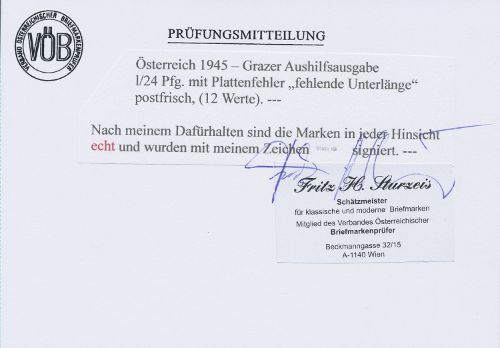 VERBAND ÖSTERREICHISCHER BRIEFMARKENPRÜFER
VÖB
PRÜFUNGSMITTEILUNG
Österreich 1945 – Grazer Aushilfsausgabe
l/24 Pfg. mit Plattenfehler „fehlende Unterlänge“
postfrisch, (12 Werte). ---
Nach meinem Dafürhalten sind die Marken in jeder Hinsicht
echt und wurden mit meinem Zeichen signiert. ---
Fritz H. Sturzeis
Schätzmeister
für klassische und moderne Briefmarken
Mitglied des Verbandes Österreichischer
Briefmarkenprüfer
Beckmanngasse 32/15
A-1140 Wien